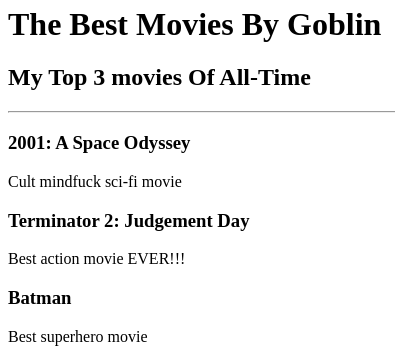 The Best Movies By Goblin
My Top 3 movies Of All-Time
2001: A Space Odyssey
Cult mindfuck sci-fi movie
Terminator 2: Judgement Day
Best action movie EVER!!!
Batman
Best superhero movie